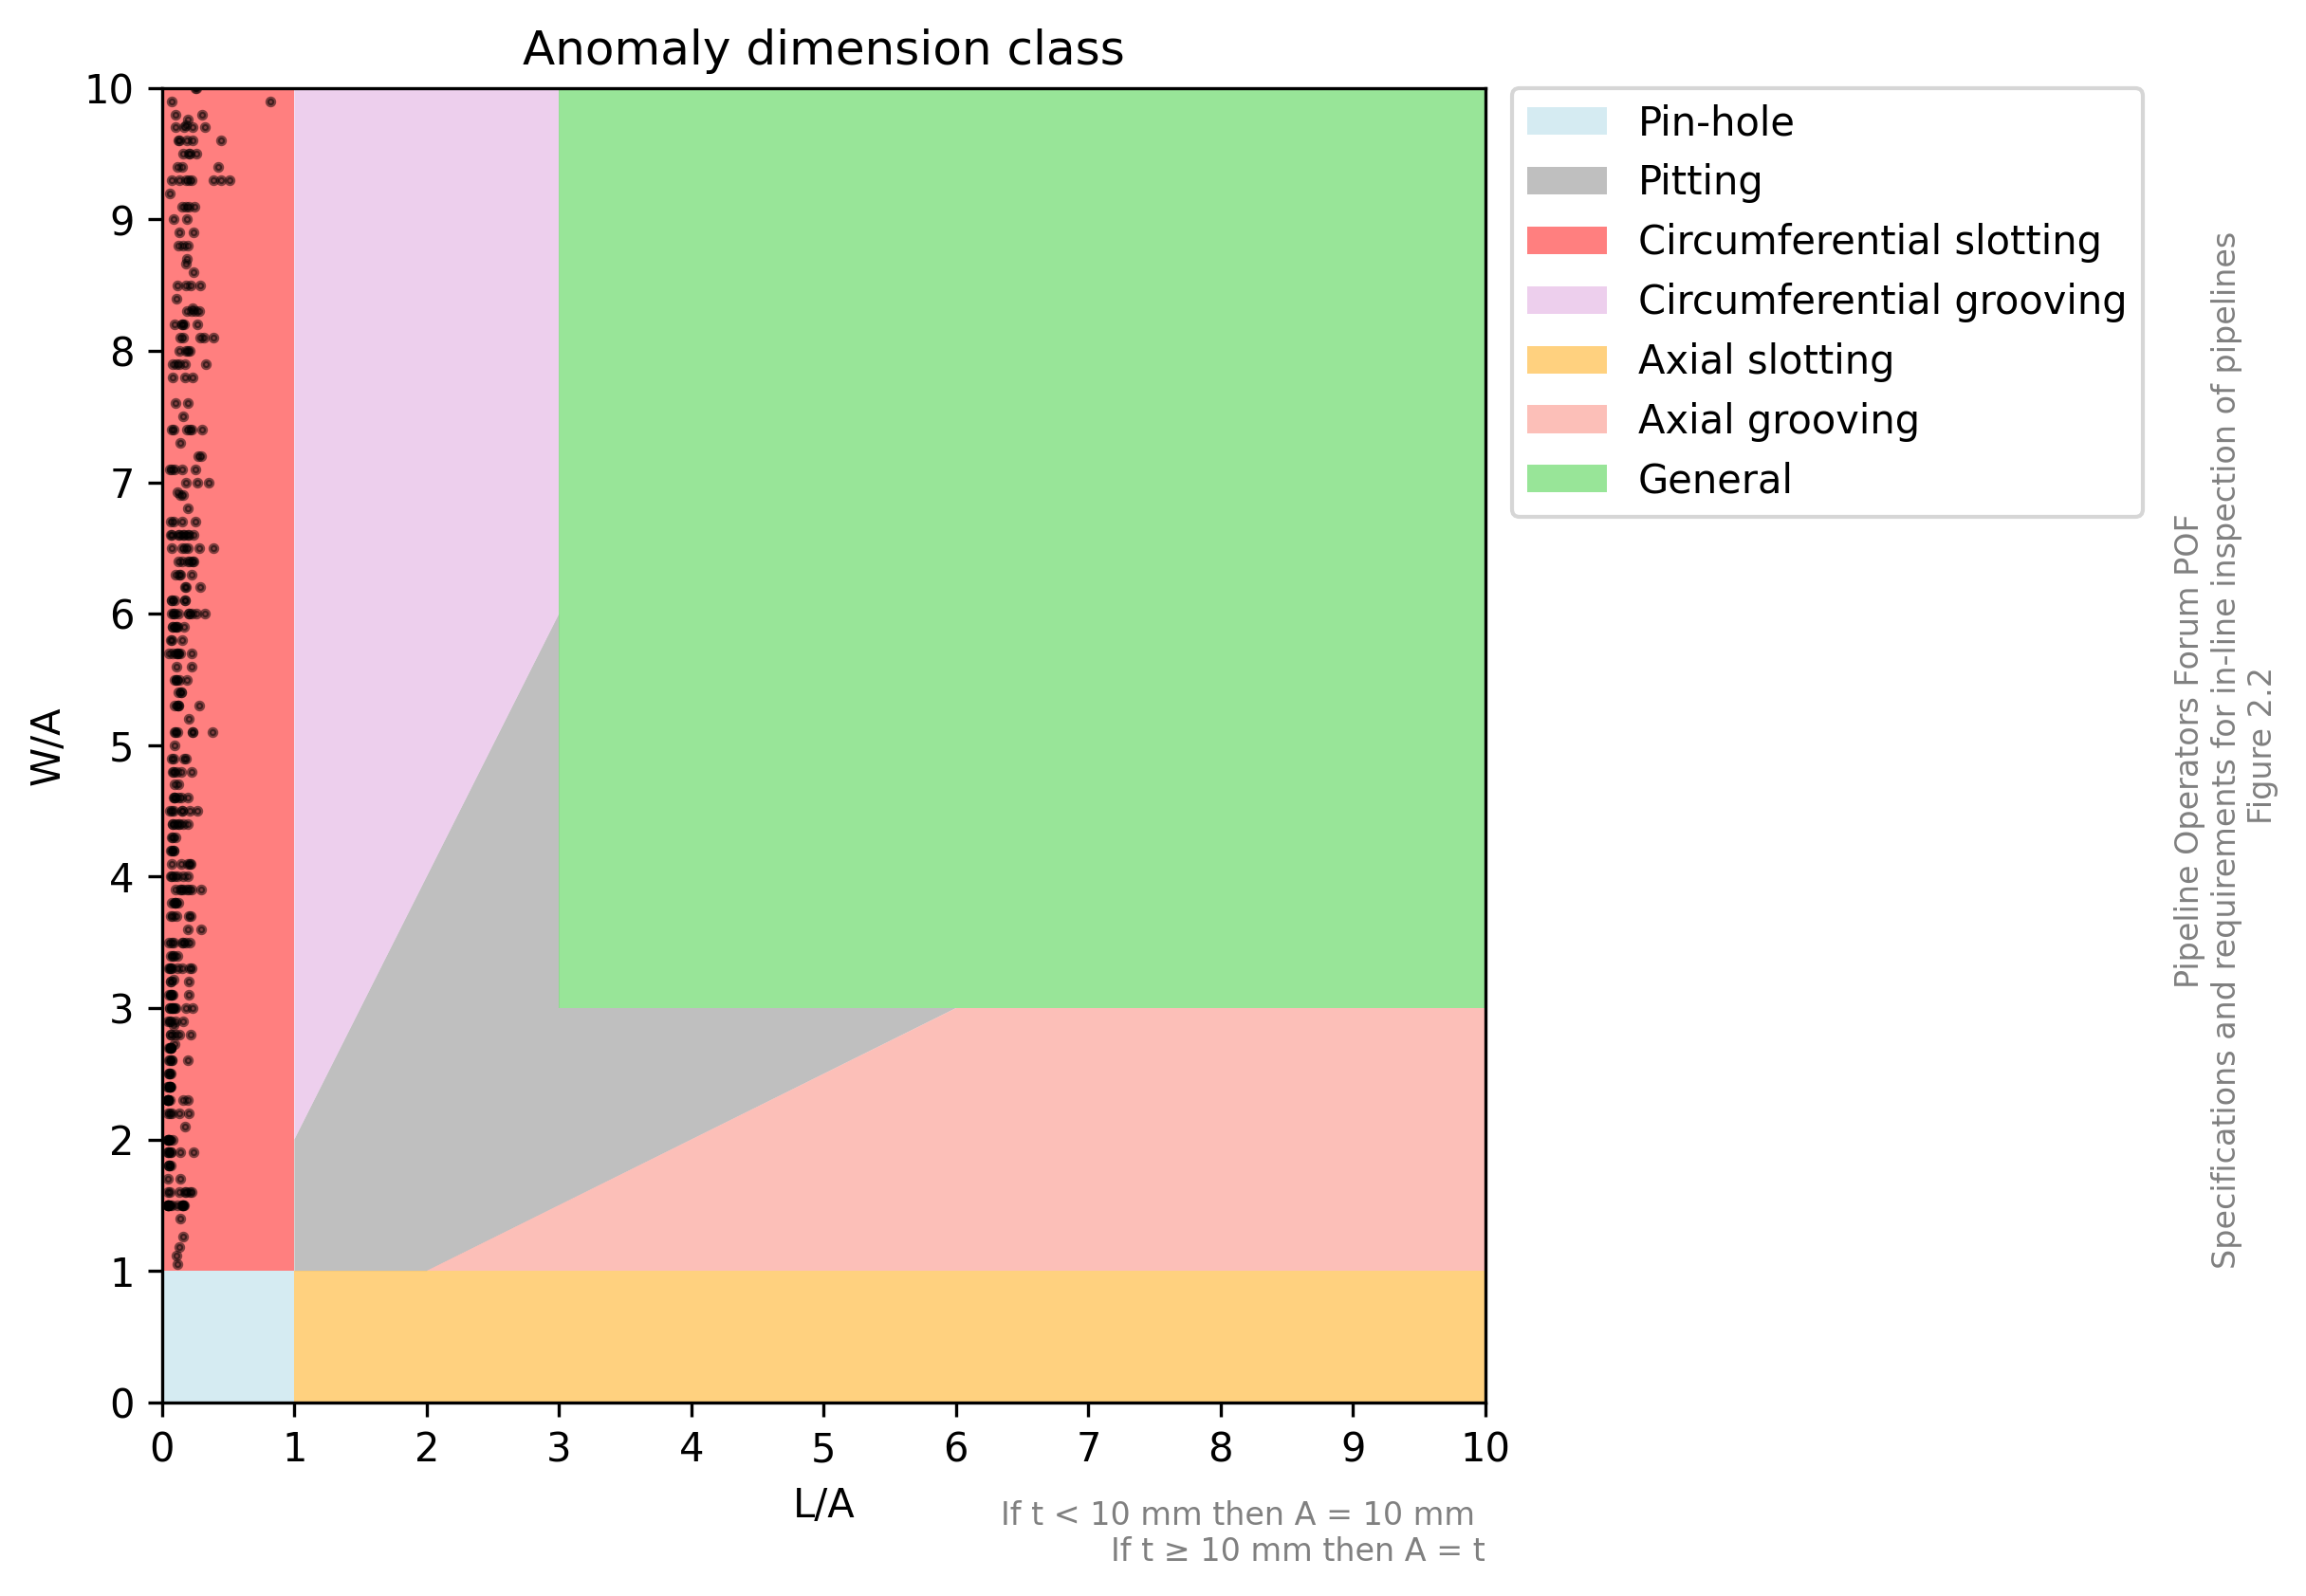 Anomaly dimension class
10
9
8
7
6
5
4
3
2
1
0
W/A
0 1 2 3 4 5 6 7 8 9 10
L/A
If t < 10 mm then A = 10 mm
If t ≥ 10 mm then A = t
Pin-hole
Pitting
Circumferential slotting
Circumferential grooving
Axial slotting
Axial grooving
General
Pipeline Operators Forum POF
Specifications and requirements for in-line inspection of pipelines
Figure 2.2